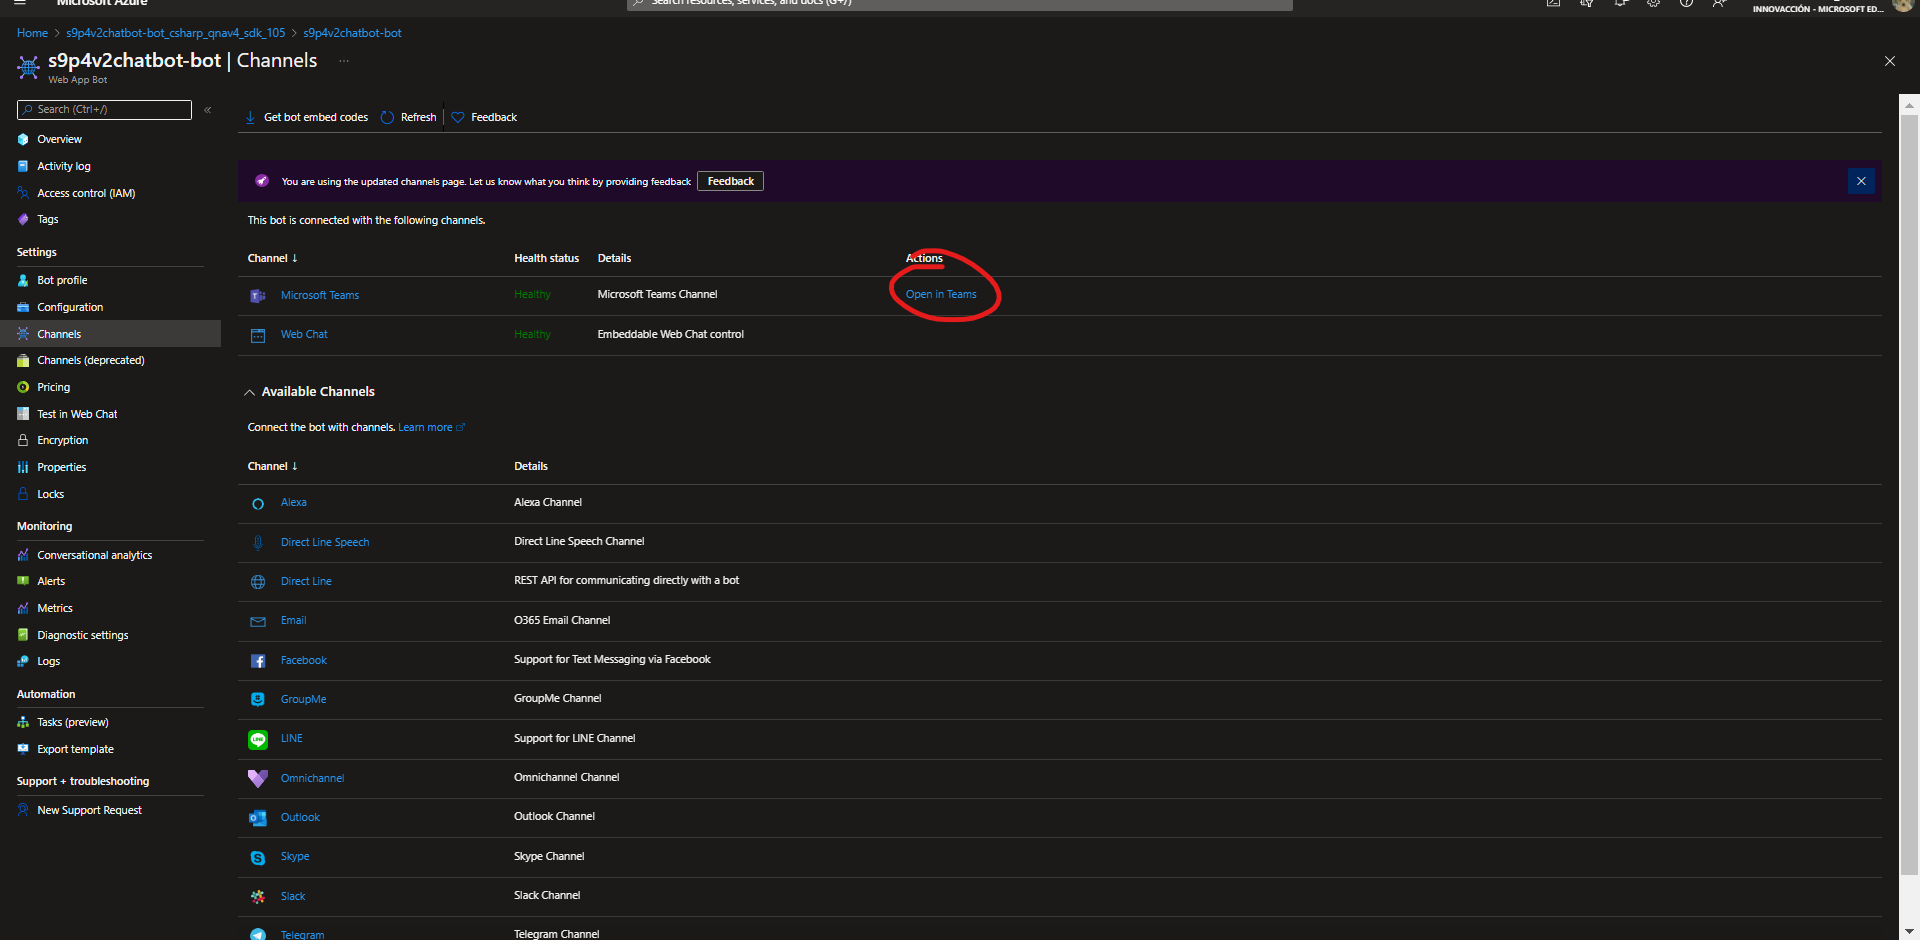 Microsoft Azure
Search resources, services, and docs (G+/)
INNOVACCIÓN - MICROSOFT ED...
Home > s9p4v2chatbot-bot_csharp_qnav4_sdk_105 > s9p4v2chatbot-bot
s9p4v2chatbot-bot | Channels ...
Web App Bot
Search (Ctrl+/)
«
Overview
Activity log
Access control (IAM)
Tags
Settings
Bot profile
Configuration
Channels
Channels (deprecated)
Pricing
Test in Web Chat
Encryption
Properties
Locks
Monitoring
Conversational analytics
Alerts
Metrics
Diagnostic settings
Logs
Automation
Tasks (preview)
Export template
Support + troubleshooting
New Support Request
Get bot embed codes Refresh Feedback
You are using the updated channels page. Let us know what you think by providing feedback Feedback
This bot is connected with the following channels.
Channel ↓ Health status Details Actions
Microsoft Teams Healthy Microsoft Teams Channel Open in Teams
Web Chat Healthy Embeddable Web Chat control
Available Channels
Connect the bot with channels. Learn more
Channel ↓ Details
Alexa Alexa Channel
Direct Line Speech Direct Line Speech Channel
Direct Line REST API for communicating directly with a bot
Email O365 Email Channel
Facebook Support for Text Messaging via Facebook
GroupMe GroupMe Channel
LINE Support for LINE Channel
Omnichannel Omnichannel Channel
Outlook Outlook Channel
Skype Skype Channel
Slack Slack Channel
Telegram Telegram Channel